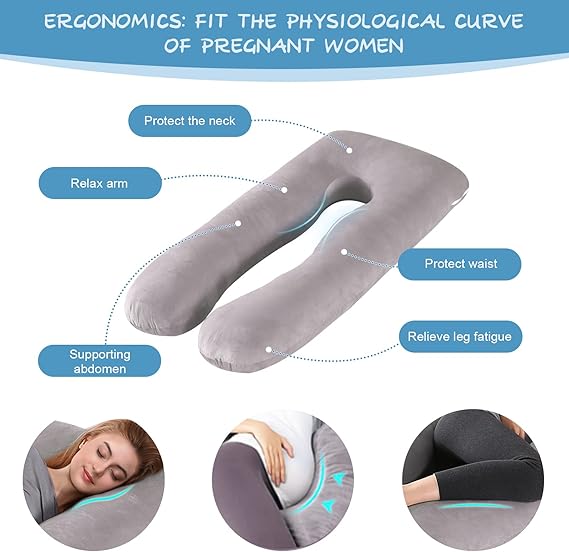 ERGONOMICS: FIT THE PHYSIOLOGICAL CURVE
OF PREGNANT WOMEN
Protect the neck
Relax arm
Protect waist
Supporting
abdomen
Relieve leg fatigue